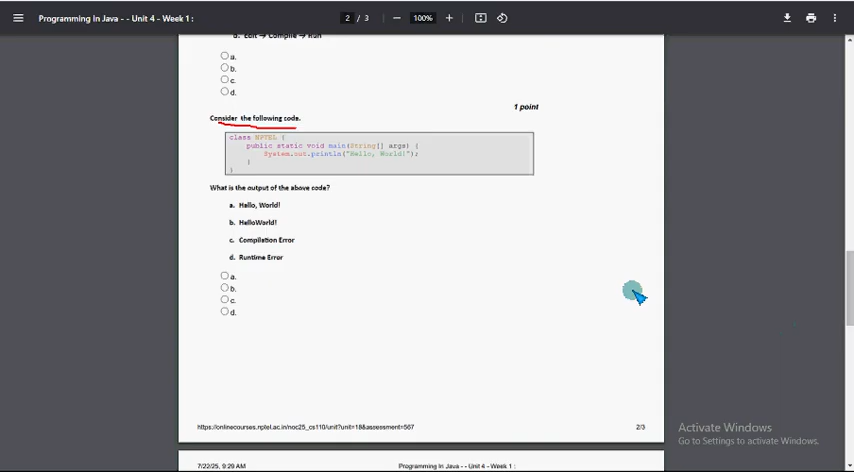 Programming In Java - - Unit 4 - Week 1 :
2 / 3
100%
d. Edit → Compile → Run
a.
b.
c.
d.
1 point
Consider the following code.
class NPTEL {
public static void main(String[] args) {
System.out.println("Hello, World!");
}
}
What is the output of the above code?
a. Hello, World!
b. HelloWorld!
c. Compilation Error
d. Runtime Error
a.
b.
c.
d.
https://onlinecourses.nptel.ac.in/noc25_cs110/unit?unit=18&assessment=567
2/3
Activate Windows
Go to Settings to activate Windows.
7/22/25, 9:29 AM
Programming In Java - - Unit 4 - Week 1 :